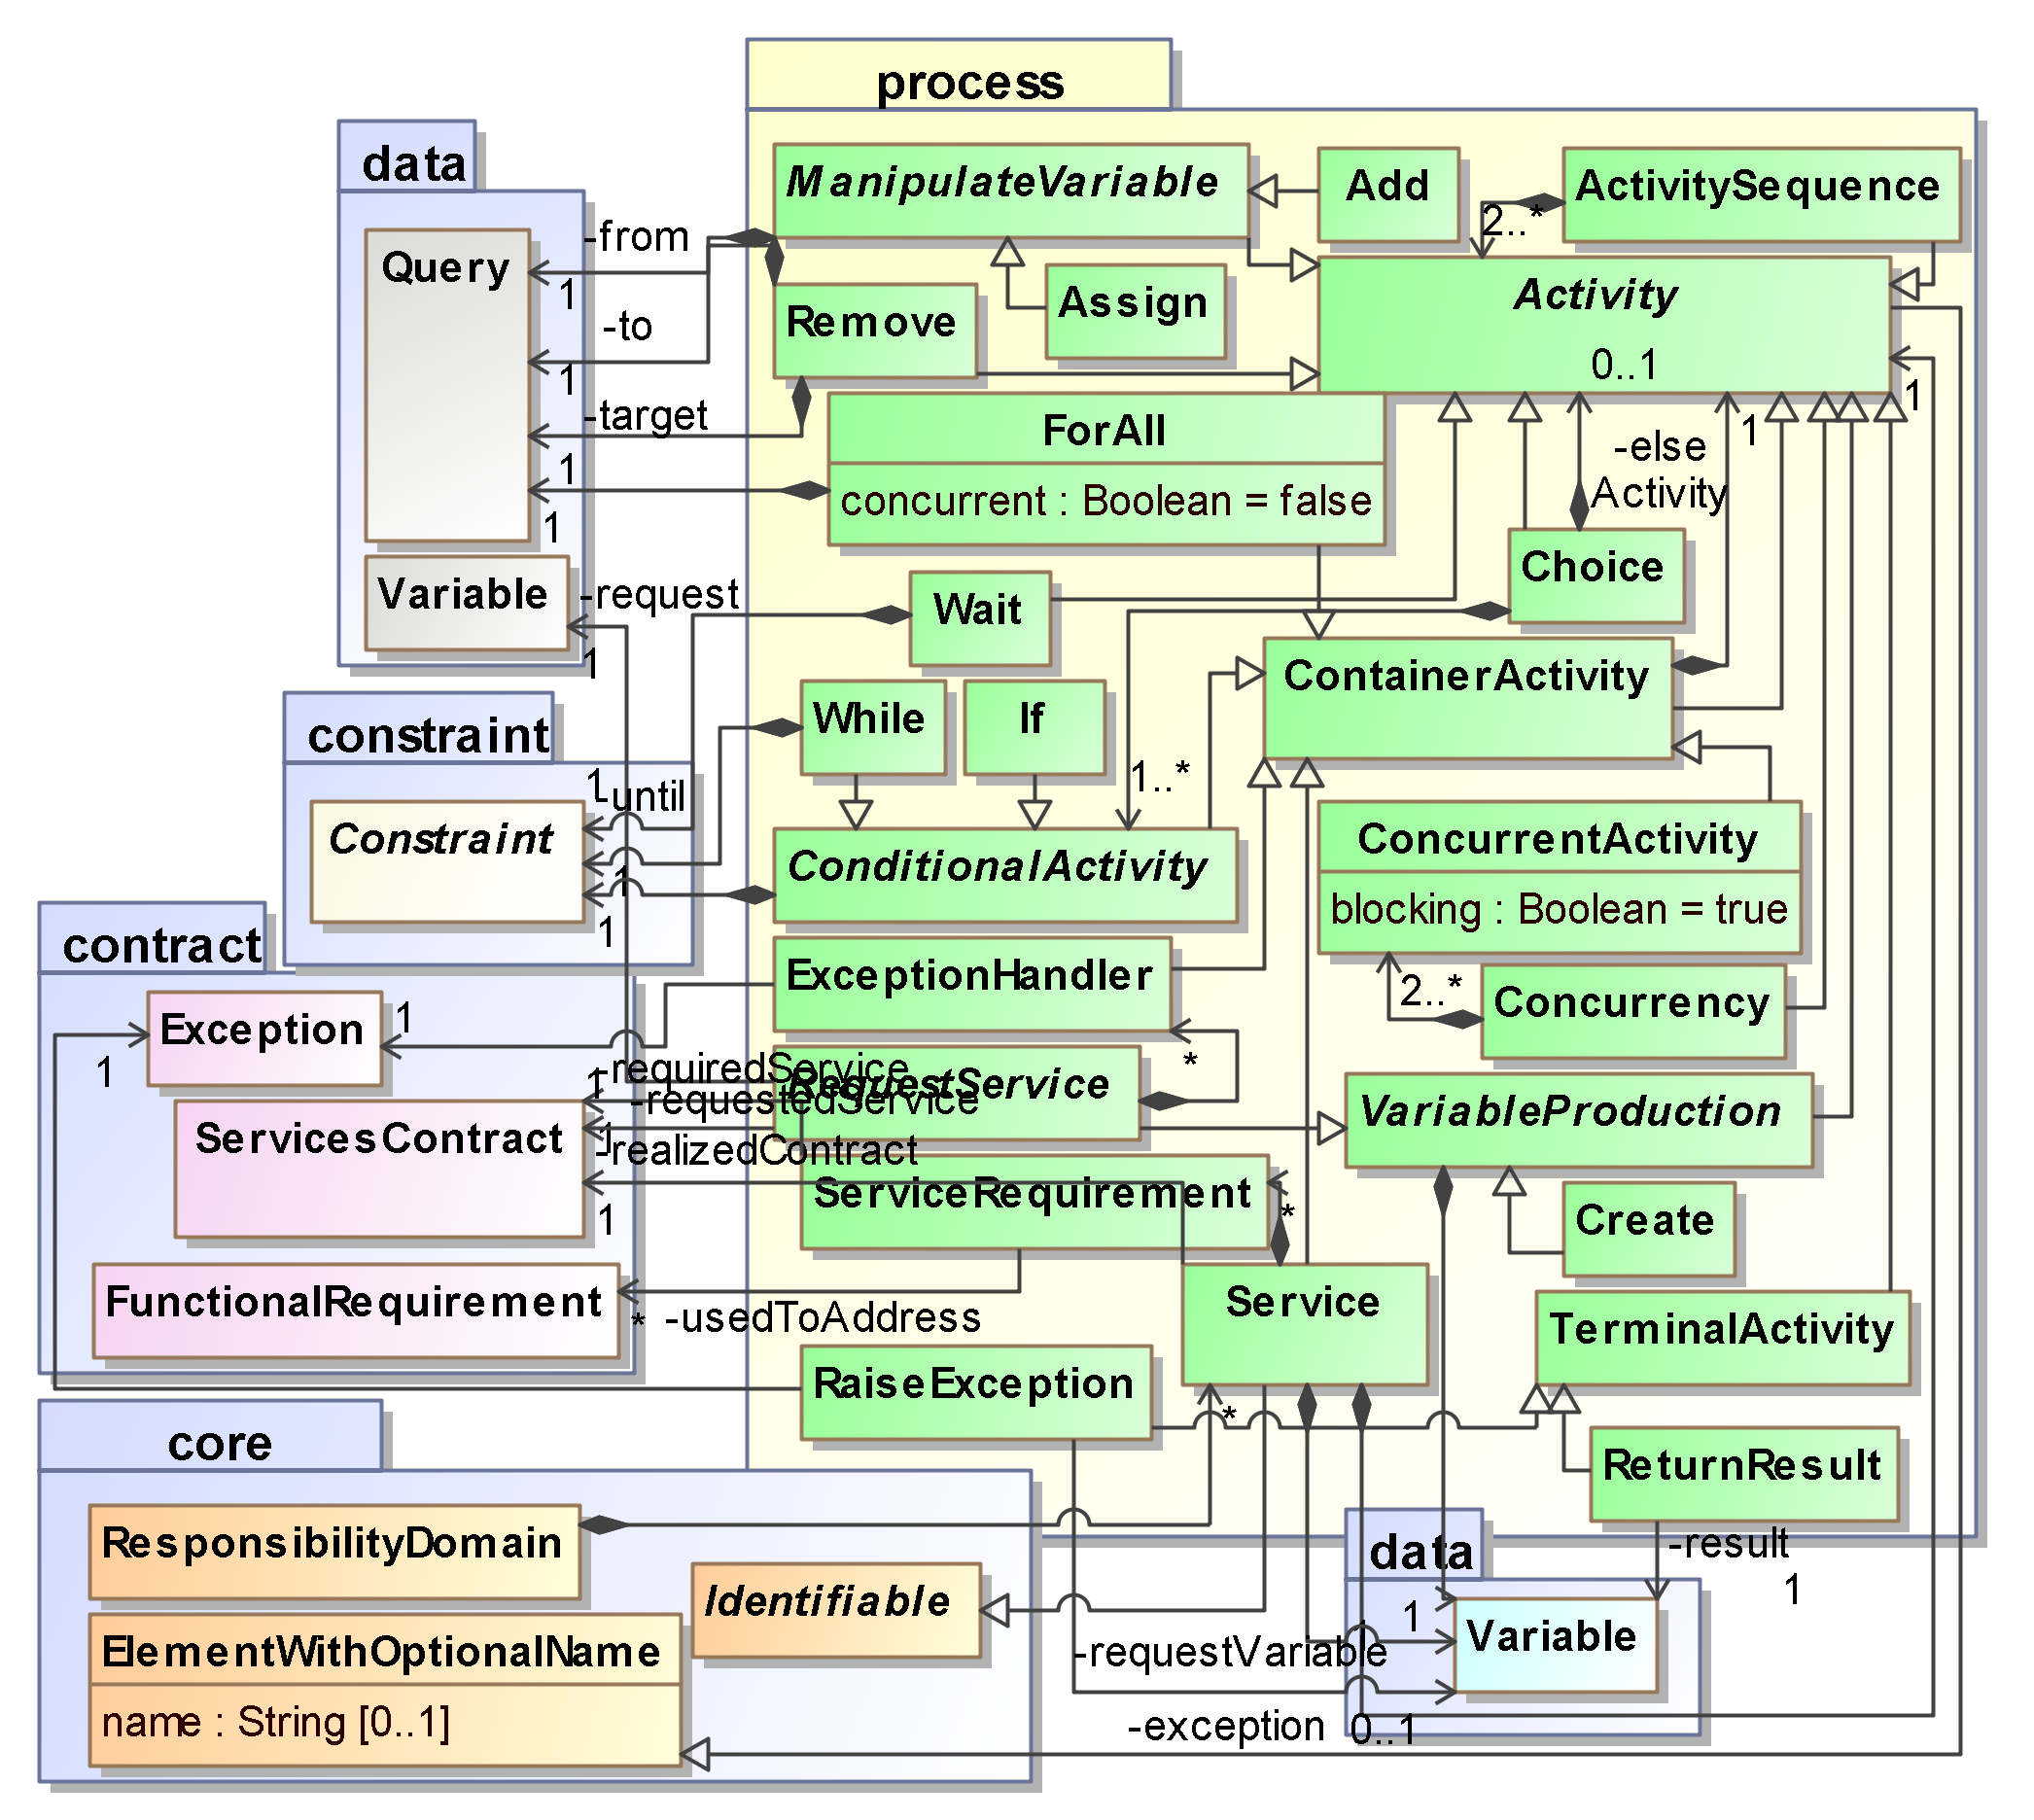 process
data
ManipulateVariable
Add
ActivitySequence
-from
2..*
Query
1
Activity
Assign
Remove
-to
0..1
1
1
-target
ForAll
-else
1
1
concurrent : Boolean = false
Activity
1
Choice
Variable
-request
Wait
1
ContainerActivity
While
If
constraint
1
-until
1..*
Constraint
ConditionalActivity
ConcurrentActivity
1
blocking : Boolean = true
1
contract
ExceptionHandler
2..*
Concurrency
Exception
1
1
*
-requiredService
RequestService
1
-requestedService
VariableProduction
ServicesContract
1
-realizedContract
ServiceRequirement
1
*
Create
FunctionalRequirement
* -usedToAddress
Service
TerminalActivity
RaiseException
*
core
ReturnResult
ResponsibilityDomain
data
-result
1
Identifiable
1
1
Variable
ElementWithOptionalName
-requestVariable
name : String [0..1]
-exception
0..1